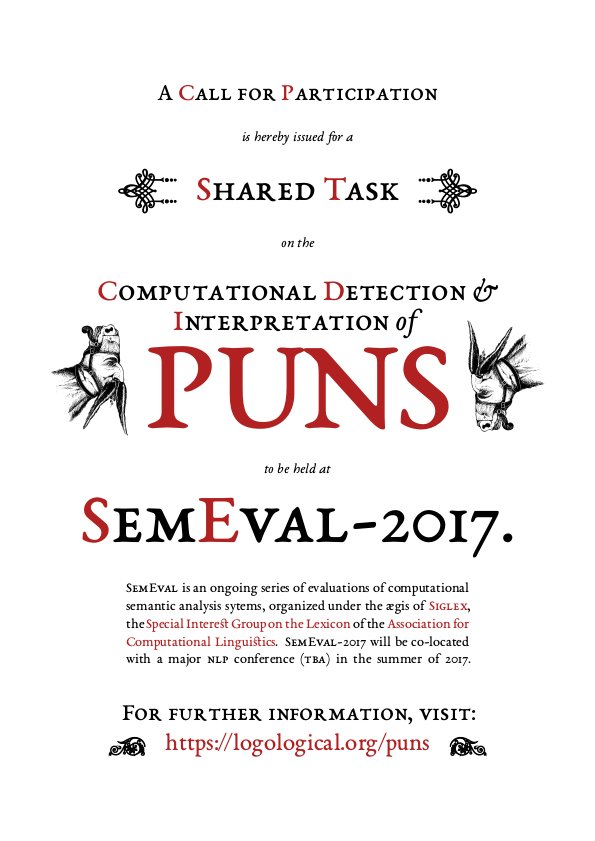 A Call for Participation
is hereby issued for a
Shared Task
on the
Computational Detection &
Interpretation of
PUNS
to be held at
SemEval-2017.
SemEval is an ongoing series of evaluations of computational
semantic analysis sytems, organized under the ægis of Siglex,
the Special Interest Group on the Lexicon of the Association for
Computational Linguistics. SemEval-2017 will be co-located
with a major NLP conference (TBA) in the summer of 2017.
For further information, visit:
https://logological.org/puns